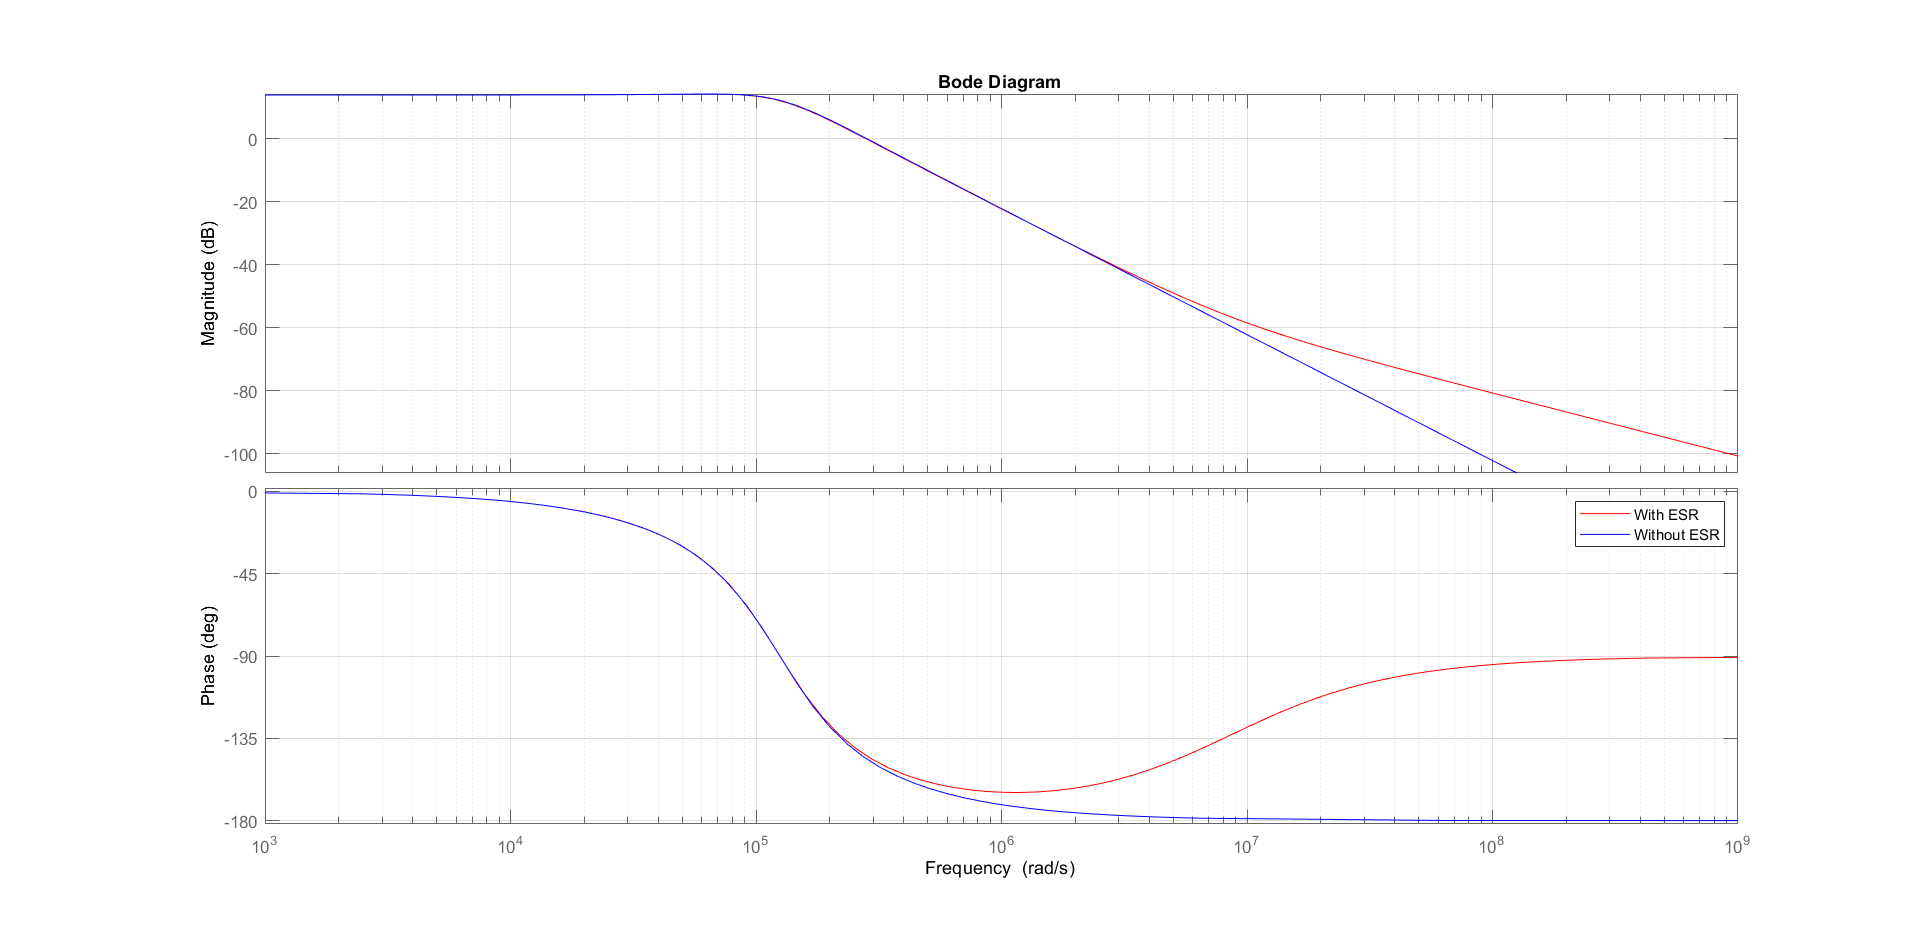 Bode Diagram
Magnitude (dB)
0
-20
-40
-60
-80
-100
Phase (deg)
0
-45
-90
-135
-180
With ESR
Without ESR
10^3 10^4 10^5 10^6 10^7 10^8 10^9
Frequency (rad/s)